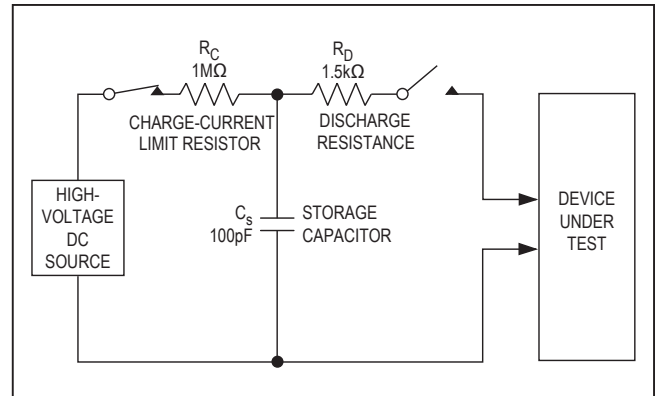 R_C
1MΩ
CHARGE-CURRENT
LIMIT RESISTOR
R_D
1.5kΩ
DISCHARGE
RESISTANCE
HIGH-
VOLTAGE
DC
SOURCE
C_s
100pF
STORAGE
CAPACITOR
DEVICE
UNDER
TEST